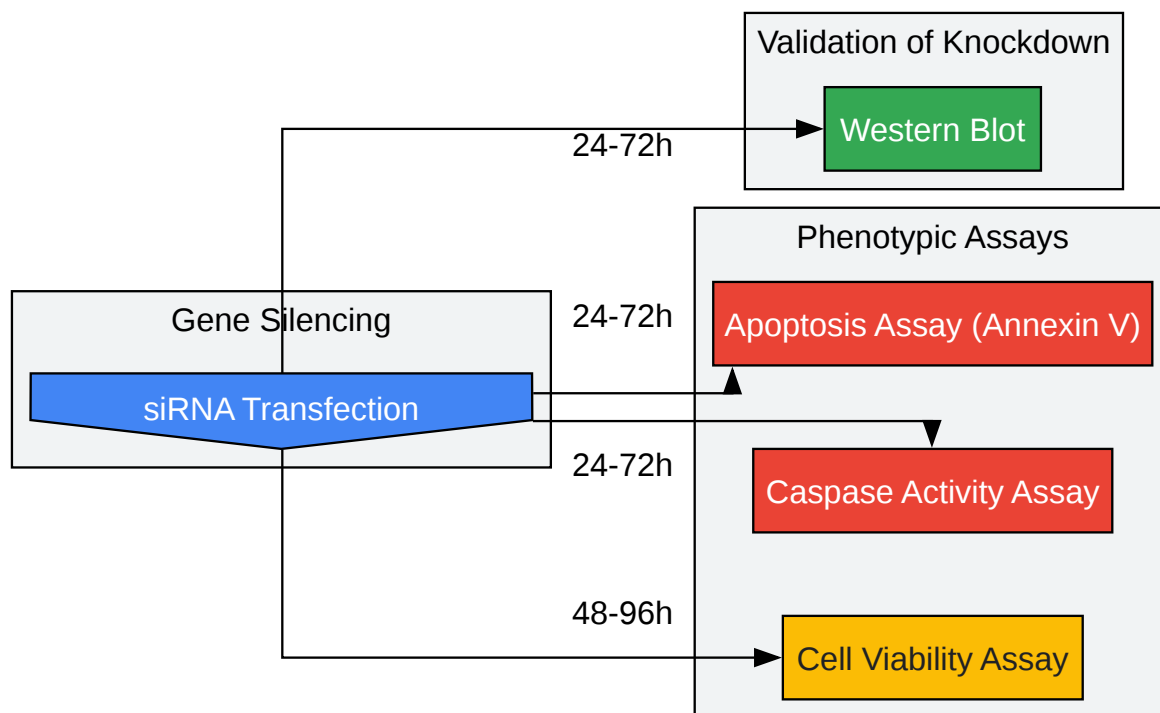 Validation of Knockdown
Western Blot
24-72h
Phenotypic Assays
Apoptosis Assay (Annexin V)
24-72h
Gene Silencing
siRNA Transfection
24-72h
Caspase Activity Assay
48-96h
Cell Viability Assay